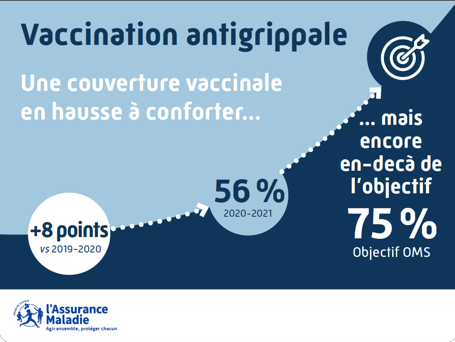 Vaccination antigrippale
Une couverture vaccinale
en hausse à conforter...
... mais
encore
en-decà de
l'objectif
75 %
Objectif OMS
56 %
2020-2021
+8 points
vs 2019-2020
l'Assurance
Maladie
Agir ensemble, protéger chacun